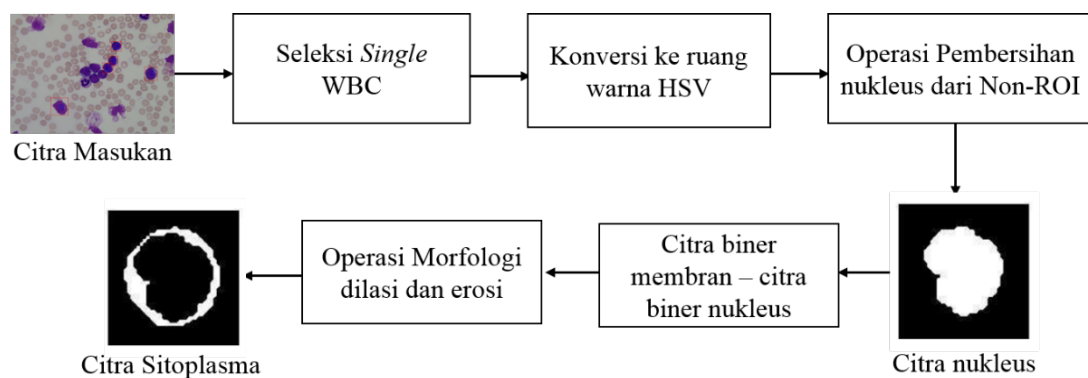 Citra Masukan
Seleksi Single
WBC
Konversi ke ruang
warna HSV
Operasi Pembersihan
nukleus dari Non-ROI
Citra nukleus
Citra biner
membran – citra
biner nukleus
Operasi Morfologi
dilasi dan erosi
Citra Sitoplasma